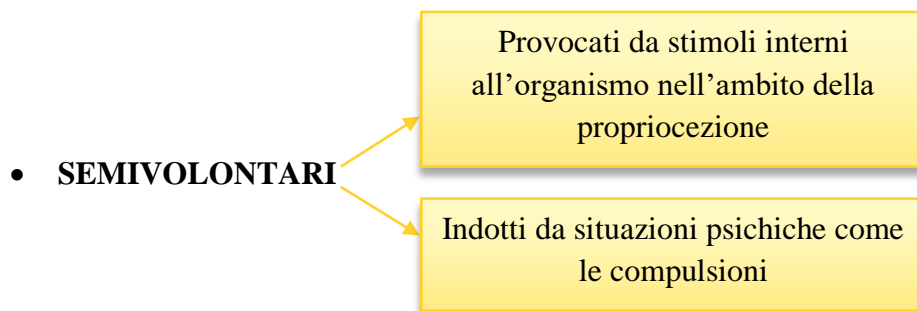 Provocati da stimoli interni
all’organismo nell’ambito della
propriocezione
• SEMIVOLONTARI
Indotti da situazioni psichiche come
le compulsioni